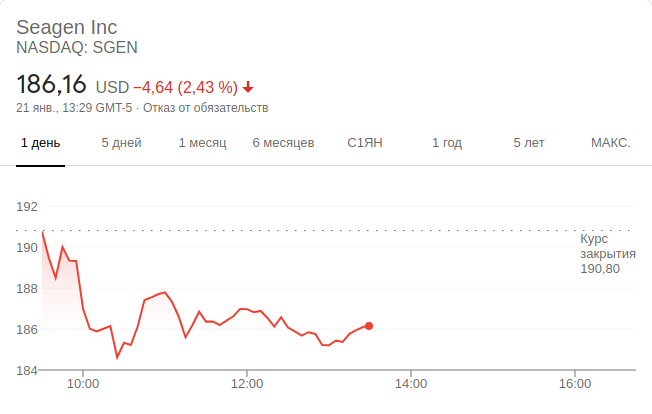 Seagen Inc
NASDAQ: SGEN
186,16 USD −4,64 (2,43 %)
21 янв., 13:29 GMT-5 · Отказ от обязательств
1 день 5 дней 1 месяц 6 месяцев С1ЯН 1 год 5 лет МАКС.
192
190
188
186
184
Курс
закрытия
190,80
10:00 12:00 14:00 16:00